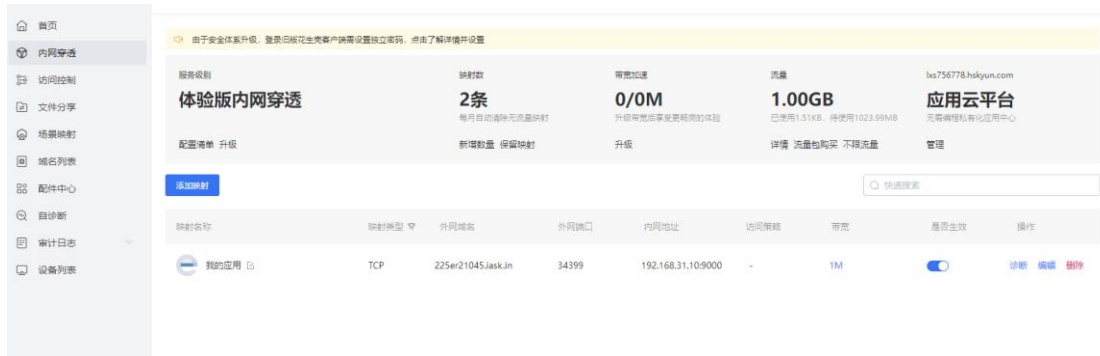 首页
内网穿透
访问控制
文件分享
场景映射
域名列表
配件中心
自诊断
审计日志
设备列表
由于安全体系升级，登录旧版花生壳客户端需设置独立密码，点击了解详情并设置
服务级别
体验版内网穿透
配置清单 升级
映射数
2条
每月自动清除无流量映射
新增数量 保留映射
带宽加速
0/0M
升级带宽后享受更畅爽的体验
升级
流量
1.00GB
已使用1.51KB，待使用1023.99MB
详情 流量包购买 不限流量
lxs756778.hskyun.com
应用云平台
无需编程私有化应用中心
管理
添加映射
快速搜索
映射名称 映射类型 外网域名 外网端口 内网地址 访问策略 带宽 是否生效 操作
我的应用 TCP 225er21045.iask.in 34399 192.168.31.10:9000 - 1M 诊断 编辑 删除